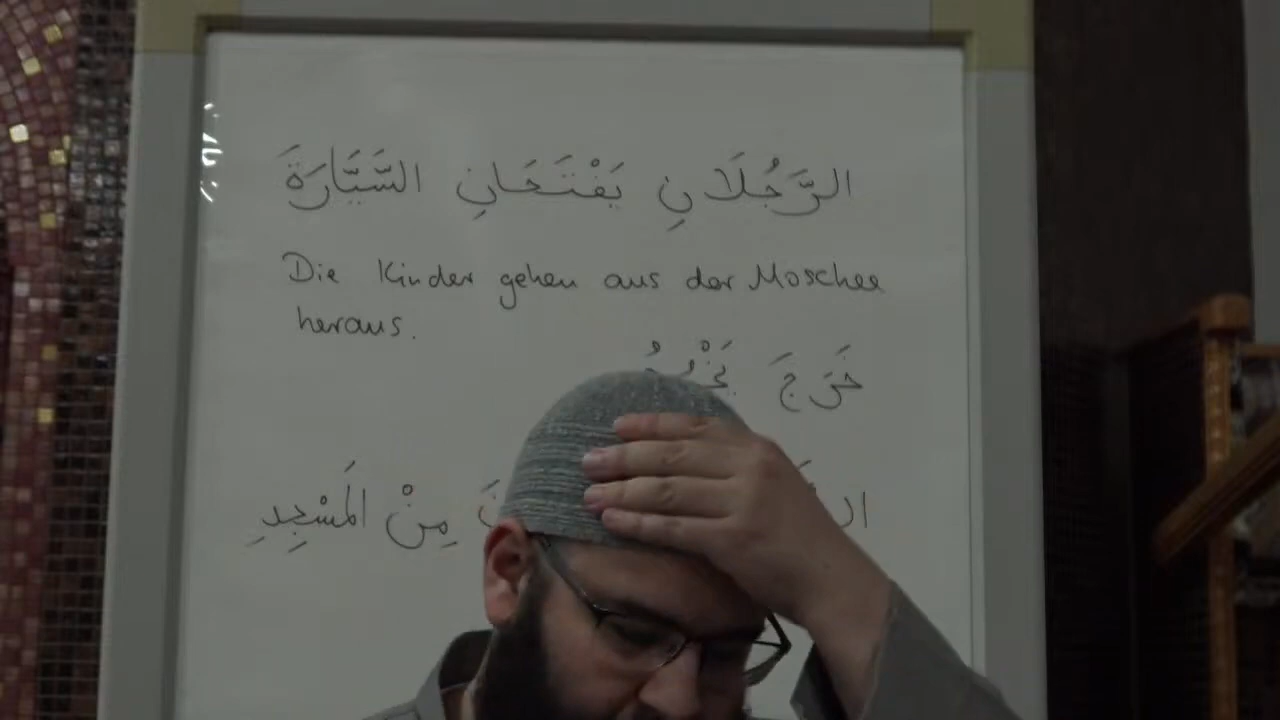 الرَّجُلَانِ يَفْتَحَانِ السَّيَّارَةَ
Die Kinder gehen aus der Moschee
heraus.
خَرَجَ
مِنْ المَسْجِدِ